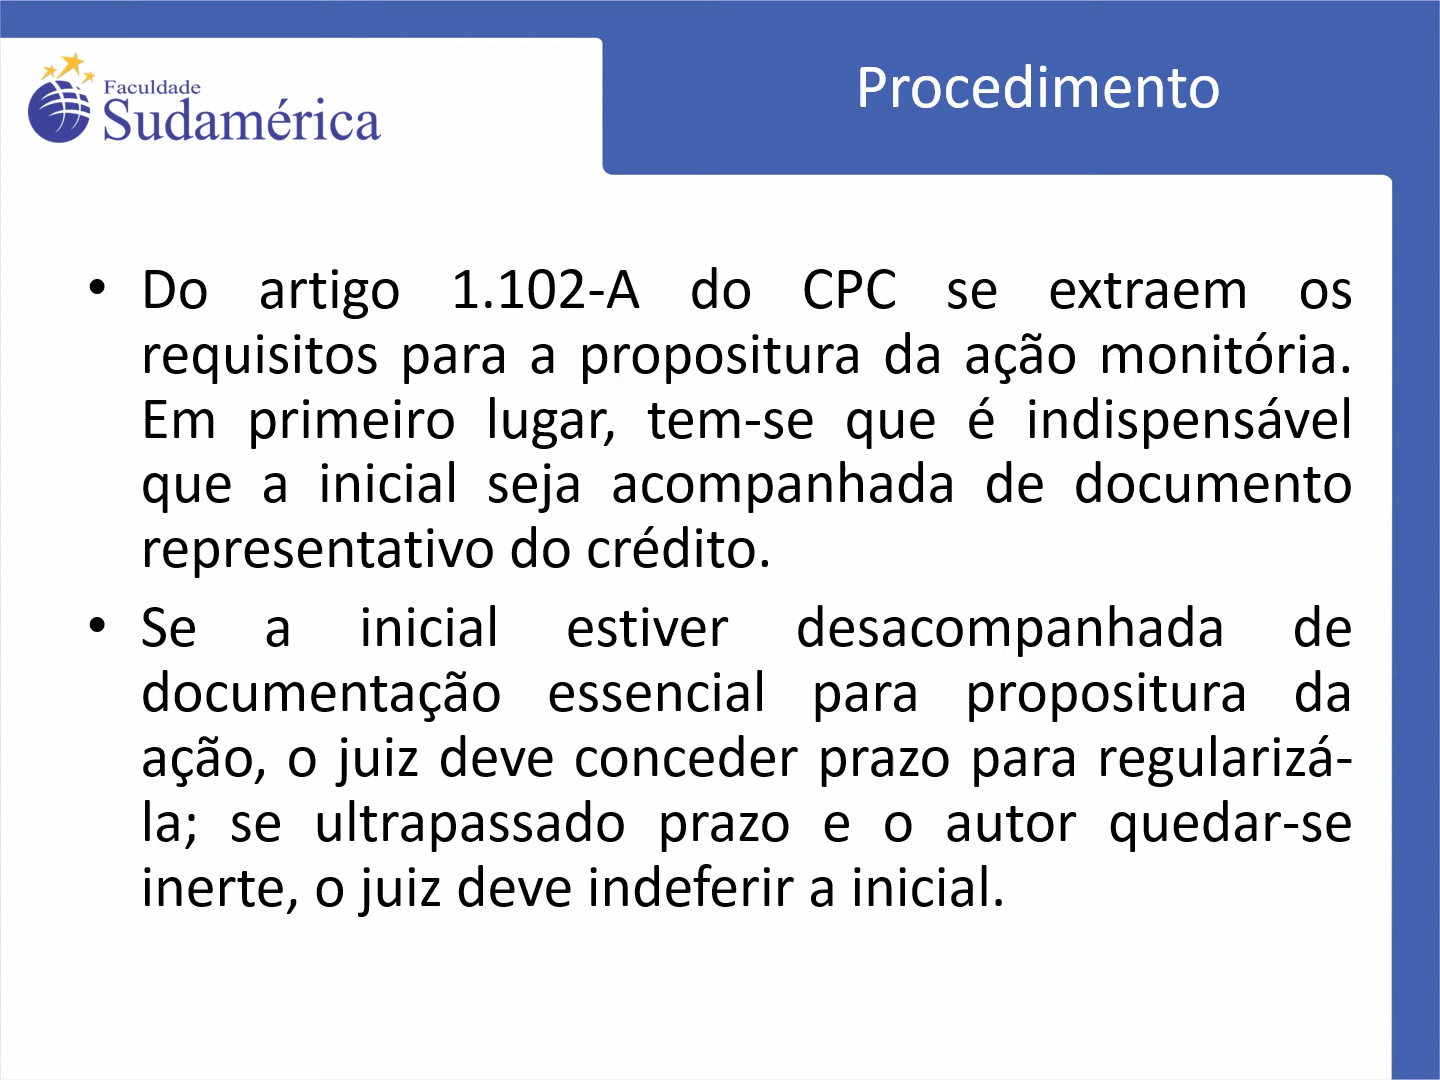 Faculdade
Sudamérica
Procedimento
• Do artigo 1.102-A do CPC se extraem os
requisitos para a propositura da ação monitória.
Em primeiro lugar, tem-se que é indispensável
que a inicial seja acompanhada de documento
representativo do crédito.
• Se a inicial estiver desacompanhada de
documentação essencial para propositura da
ação, o juiz deve conceder prazo para regularizá-
la; se ultrapassado prazo e o autor quedar-se
inerte, o juiz deve indeferir a inicial.